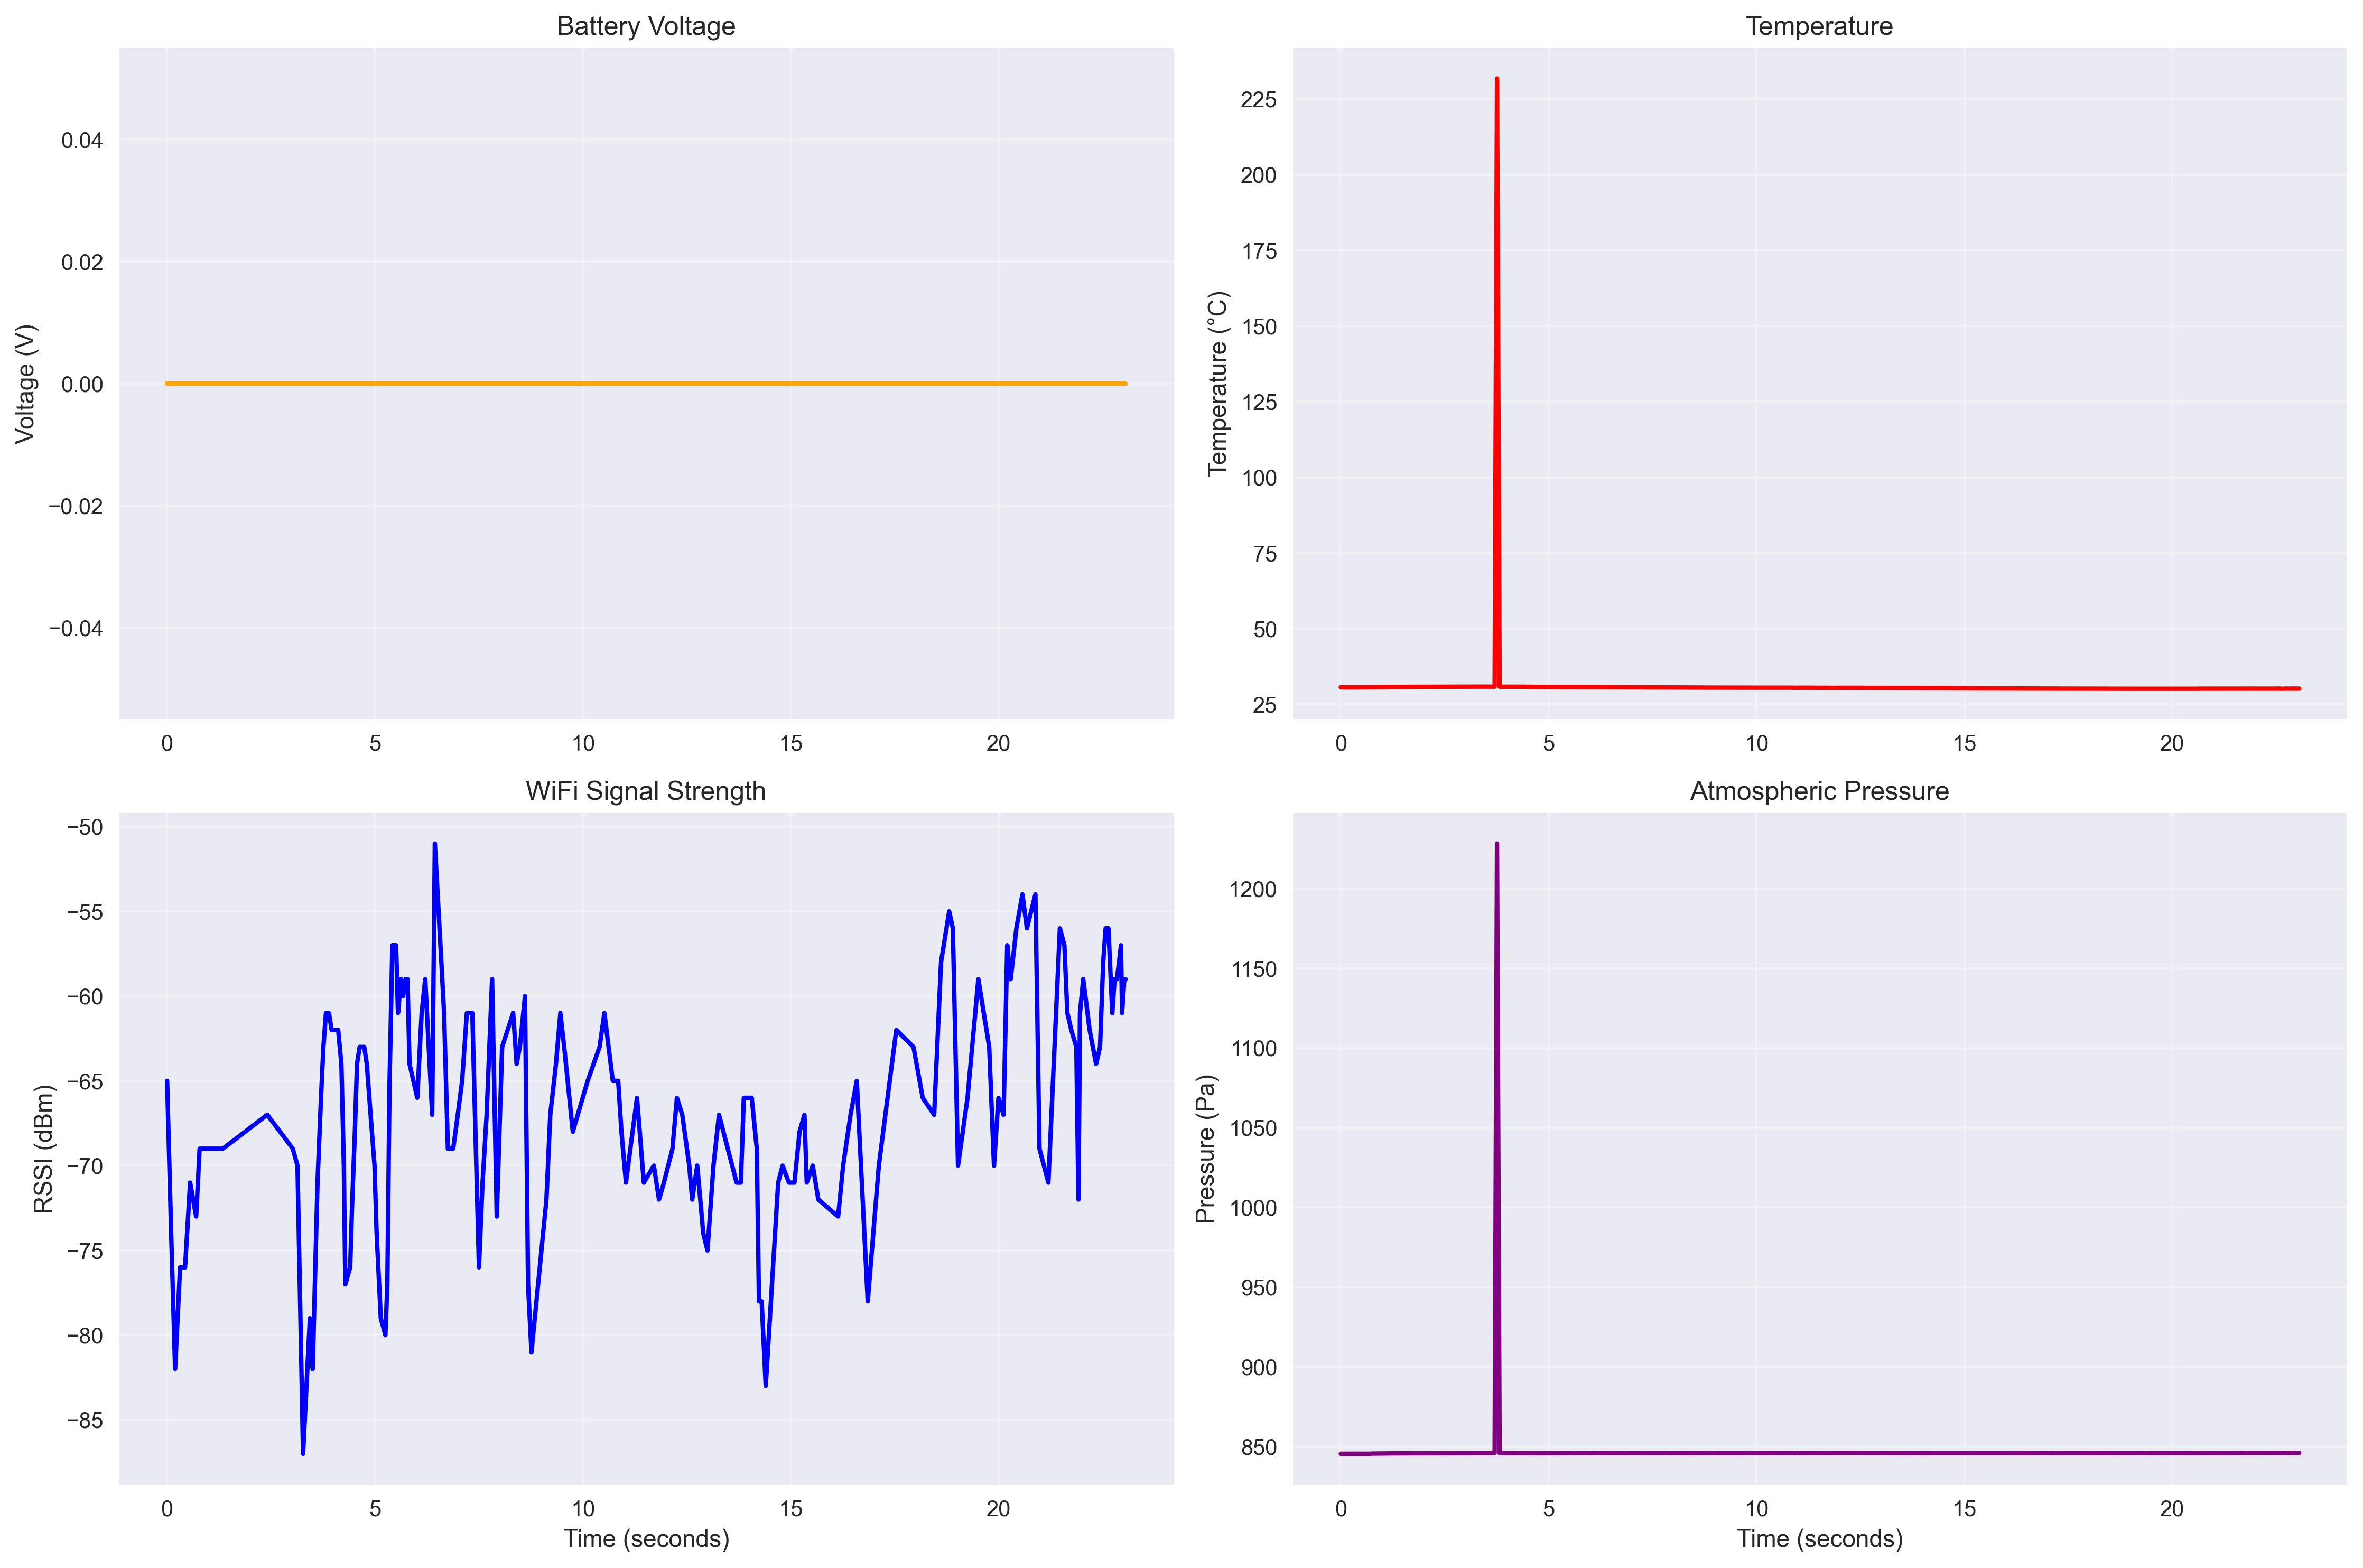 Battery Voltage
Voltage (V)
0.04
0.02
0.00
−0.02
−0.04
0 5 10 15 20
Temperature
Temperature (°C)
225
200
175
150
125
100
75
50
25
0 5 10 15 20
WiFi Signal Strength
RSSI (dBm)
−50
−55
−60
−65
−70
−75
−80
−85
0 5 10 15 20
Time (seconds)
Atmospheric Pressure
Pressure (Pa)
1200
1150
1100
1050
1000
950
900
850
0 5 10 15 20
Time (seconds)